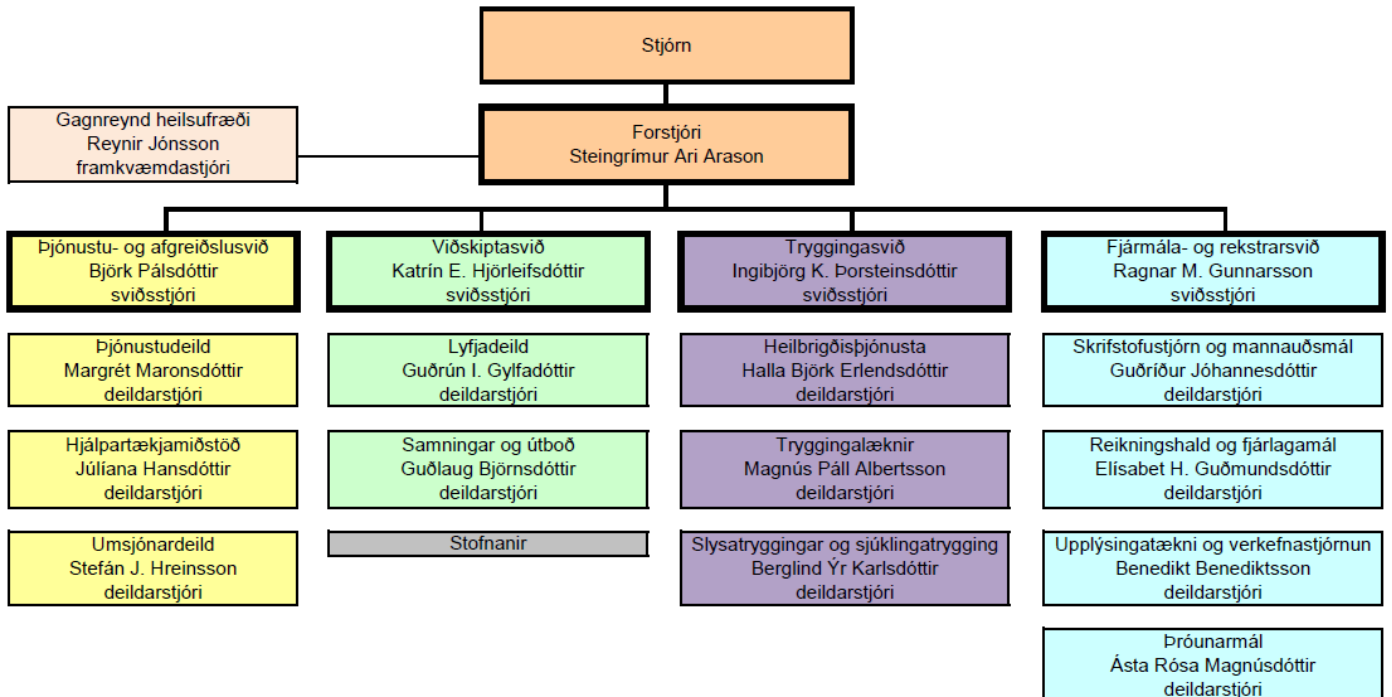 Stjórn
Forstjóri
Steingrímur Ari Arason
Gagnreynd heilsufræði
Reynir Jónsson
framkvæmdastjóri
Þjónustu- og afgreiðslusvið
Björk Pálsdóttir
sviðsstjóri
Þjónustudeild
Margrét Maronsdóttir
deildarstjóri
Hjálpartækjamiðstöð
Júlíana Hansdóttir
deildarstjóri
Umsjónardeild
Stefán J. Hreinsson
deildarstjóri
Viðskiptasvið
Katrín E. Hjörleifsdóttir
sviðsstjóri
Lyfjadeild
Guðrún I. Gylfadóttir
deildarstjóri
Samningar og útboð
Guðlaug Björnsdóttir
deildarstjóri
Stofnanir
Tryggingasvið
Ingibjörg K. Þorsteinsdóttir
sviðsstjóri
Heilbrigðisþjónusta
Halla Björk Erlendsdóttir
deildarstjóri
Tryggingalæknir
Magnús Páll Albertsson
deildarstjóri
Slysatryggingar og sjúklingatrygging
Berglind Ýr Karlsdóttir
deildarstjóri
Fjármála- og rekstrarsvið
Ragnar M. Gunnarsson
sviðsstjóri
Skrifstofustjórn og mannauðsmál
Guðríður Jóhannesdóttir
deildarstjóri
Reikningshald og fjárlagamál
Elísabet H. Guðmundsdóttir
deildarstjóri
Upplýsingatækni og verkefnastjórnun
Benedikt Benediktsson
deildarstjóri
Þróunarmál
Ásta Rósa Magnúsdóttir
deildarstjóri